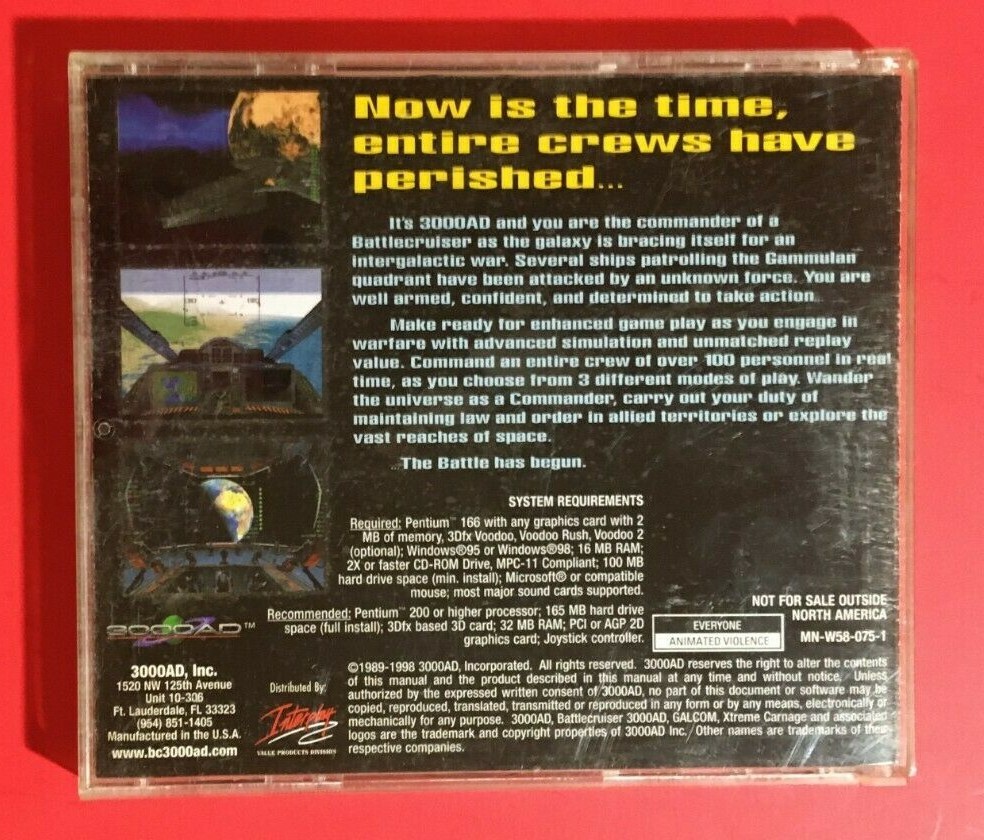 Now is the time,
entire crews have
perished...
It's 3000AD and you are the commander of a
Battlecruiser as the galaxy is bracing itself for an
intergalactic war. Several ships patrolling the Gammulan
quadrant have been attacked by an unknown force. You are
well armed, confident, and determined to take action
Make ready for enhanced game play as you engage in
warfare with advanced simulation and unmatched replay
value. Command an entire crew of over 100 personnel in real
time, as you choose from 3 different modes of play. Wander
the universe as a Commander, carry out your duty of
maintaining law and order in allied territories or explore the
vast reaches of space.
...The Battle has begun.
SYSTEM REQUIREMENTS
Required: Pentium™ 166 with any graphics card with 2
MB of memory, 3Dfx Voodoo, Voodoo Rush, Voodoo 2
(optional); Windows®95 or Windows®98; 16 MB RAM;
2X or faster CD-ROM Drive, MPC-11 Compliant; 100 MB
hard drive space (min. install); Microsoft® or compatible
mouse; most major sound cards supported.
Recommended: Pentium™ 200 or higher processor; 165 MB hard drive
space (full install); 3Dfx based 3D card; 32 MB RAM; PCI or AGP 2D
graphics card; Joystick controller.
NOT FOR SALE OUTSIDE
NORTH AMERICA
MN-W58-075-1
EVERYONE
ANIMATED VIOLENCE
3000AD™
3000AD, Inc.
1520 NW 125th Avenue
Unit 10-306
Ft. Lauderdale, FL 33323
(954) 851-1405
Manufactured in the U.S.A.
www.bc3000ad.com
Distributed By:
Interplay
VALUE PRODUCTS DIVISION
©1989-1998 3000AD, Incorporated. All rights reserved. 3000AD reserves the right to alter the contents
of this manual and the product described in this manual at any time and without notice. Unless
authorized by the expressed written consent of 3000AD, no part of this document or software may be
copied, reproduced, translated, transmitted or reproduced in any form or by any means, electronically or
mechanically for any purpose. 3000AD, Battlecruiser 3000AD, GALCOM, Xtreme Carnage and associated
logos are the trademark and copyright properties of 3000AD Inc. Other names are trademarks of their
respective companies.